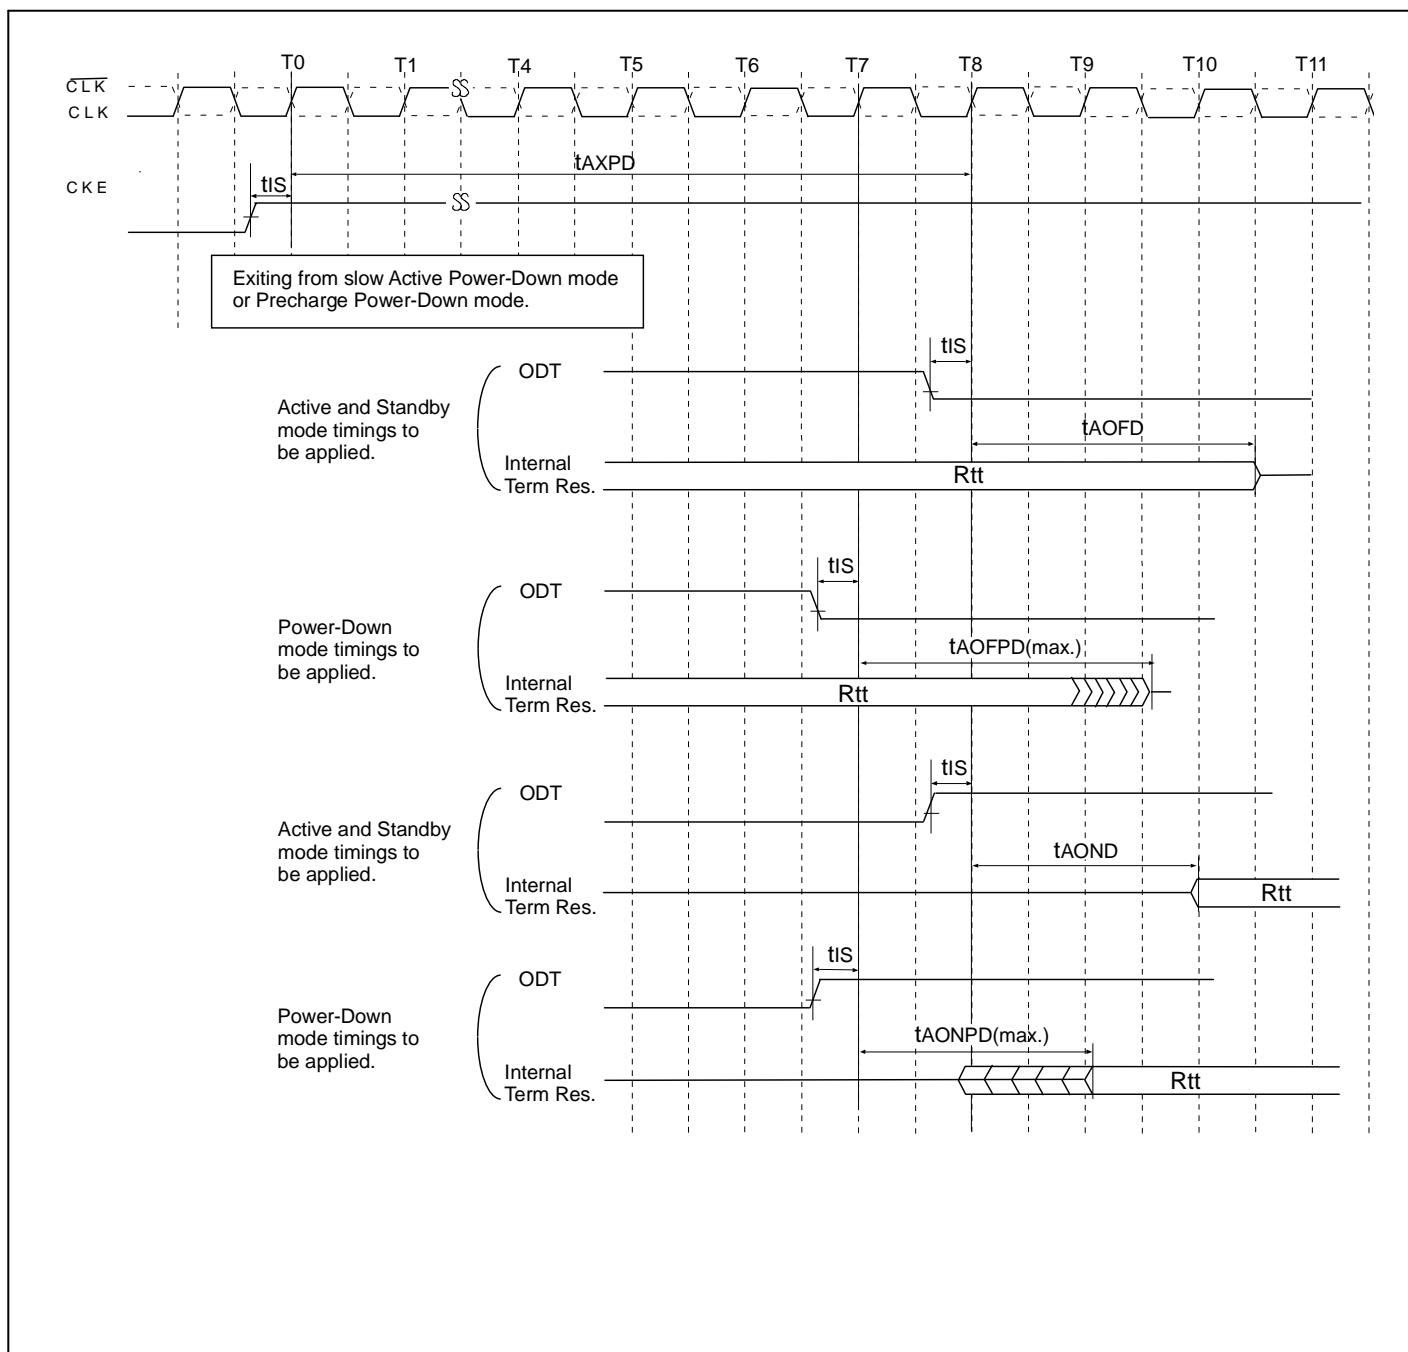 T0 T1 T4 T5 T6 T7 T8 T9 T10 T11
CLK
CLK
tAXPD
CKE
tIS
Exiting from slow Active Power-Down mode
or Precharge Power-Down mode.
tIS
ODT
Active and Standby
mode timings to
be applied.
tAOFD
Internal
Term Res.
Rtt
tIS
ODT
Power-Down
mode timings to
be applied.
tAOFPD(max.)
Internal
Term Res.
Rtt
tIS
ODT
Active and Standby
mode timings to
be applied.
tAOND
Internal
Term Res.
Rtt
tIS
ODT
Power-Down
mode timings to
be applied.
tAONPD(max.)
Internal
Term Res.
Rtt